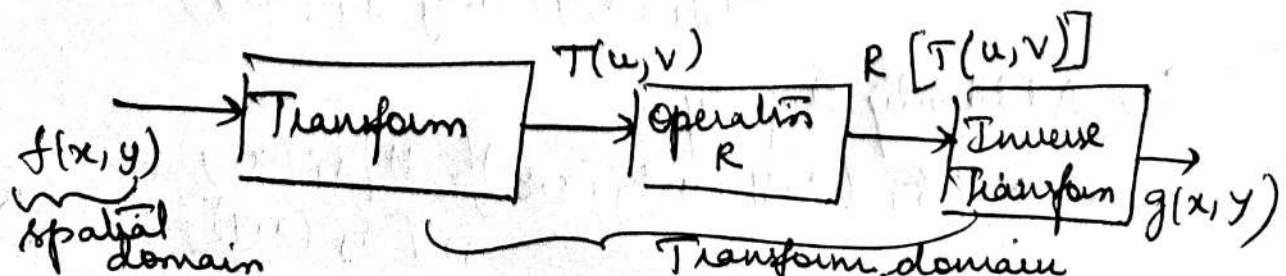 T(u,v)
R [T(u,v)]
Transform
Operation
R
Inverse
Transform
f(x,y)
g(x,y)
spatial
domain
Transform domain